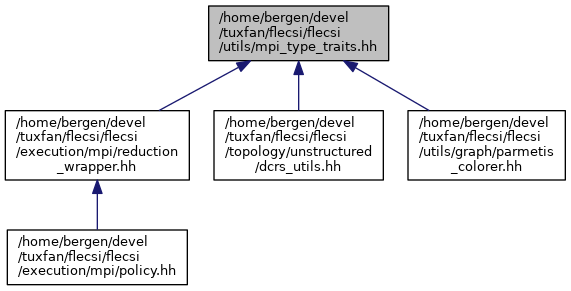 /home/bergen/devel
/tuxfan/flecsi/flecsi
/utils/mpi_type_traits.hh
/home/bergen/devel
/tuxfan/flecsi/flecsi
/execution/mpi/reduction
_wrapper.hh
/home/bergen/devel
/tuxfan/flecsi/flecsi
/topology/unstructured
/dcrs_utils.hh
/home/bergen/devel
/tuxfan/flecsi/flecsi
/utils/graph/parmetis
_colorer.hh
/home/bergen/devel
/tuxfan/flecsi/flecsi
/execution/mpi/policy.hh